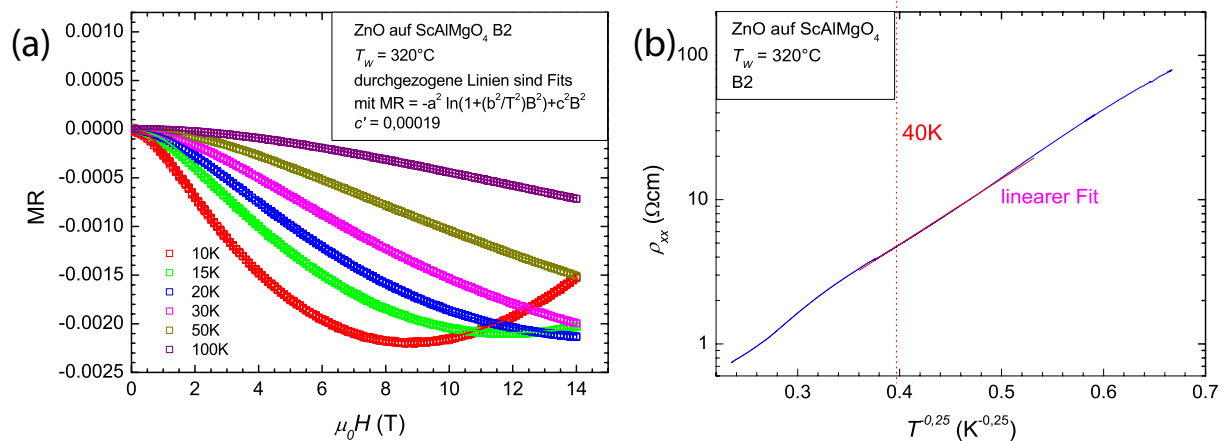 (a)
0.0010
0.0005
0.0000
-0.0005
-0.0010
-0.0015
-0.0020
-0.0025
MR
ZnO auf ScAlMgO₄ B2
T_W = 320°C
durchgezogene Linien sind Fits
mit MR = -a² ln(1+(b²/T²)B²)+c²B²
c' = 0,00019
10K
15K
20K
30K
50K
100K
0 2 4 6 8 10 12 14
μ₀H (T)
(b)
ZnO auf ScAlMgO₄
T_W = 320°C
B2
40K
linearer Fit
100
10
1
ρ_xx (Ωcm)
0.3 0.4 0.5 0.6 0.7
T^-0,25 (K^-0,25)